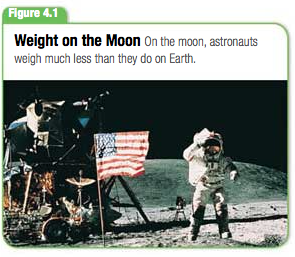 Figure 4.1
Weight on the Moon On the moon, astronauts
weigh much less than they do on Earth.